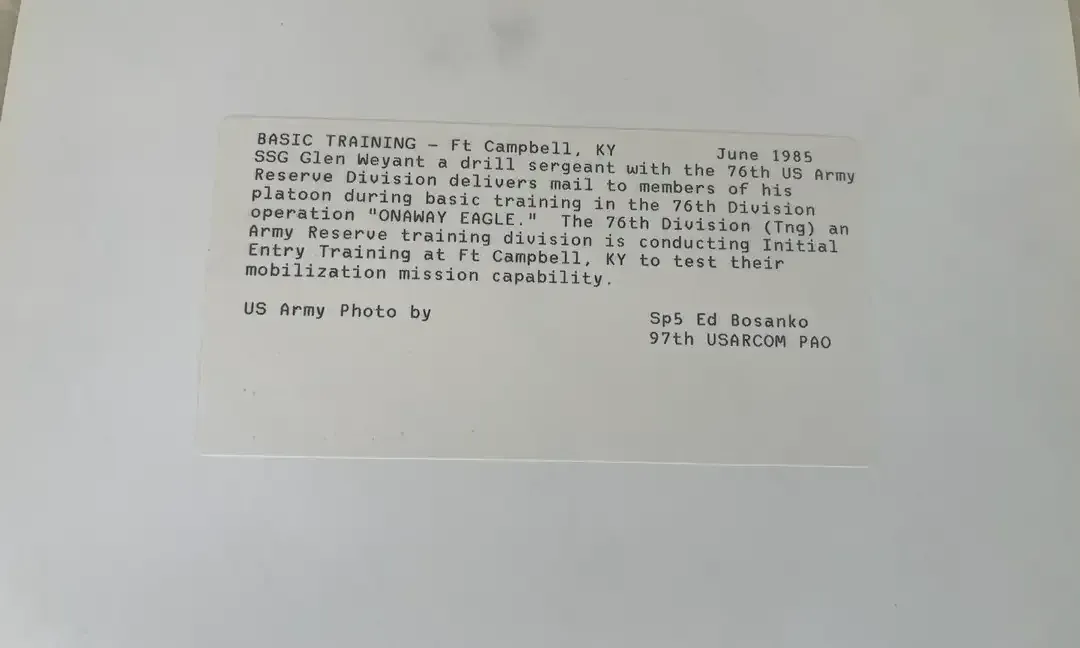 BASIC TRAINING - Ft Campbell, KY June 1985
SSG Glen Weyant a drill sergeant with the 76th US Army
Reserve Division delivers mail to members of his
platoon during basic training in the 76th Division
operation "ONAWAY EAGLE." The 76th Division (Tng) an
Army Reserve training division is conducting Initial
Entry Training at Ft Campbell, KY to test their
mobilization mission capability.
US Army Photo by Sp5 Ed Bosanko
97th USARCOM PAO